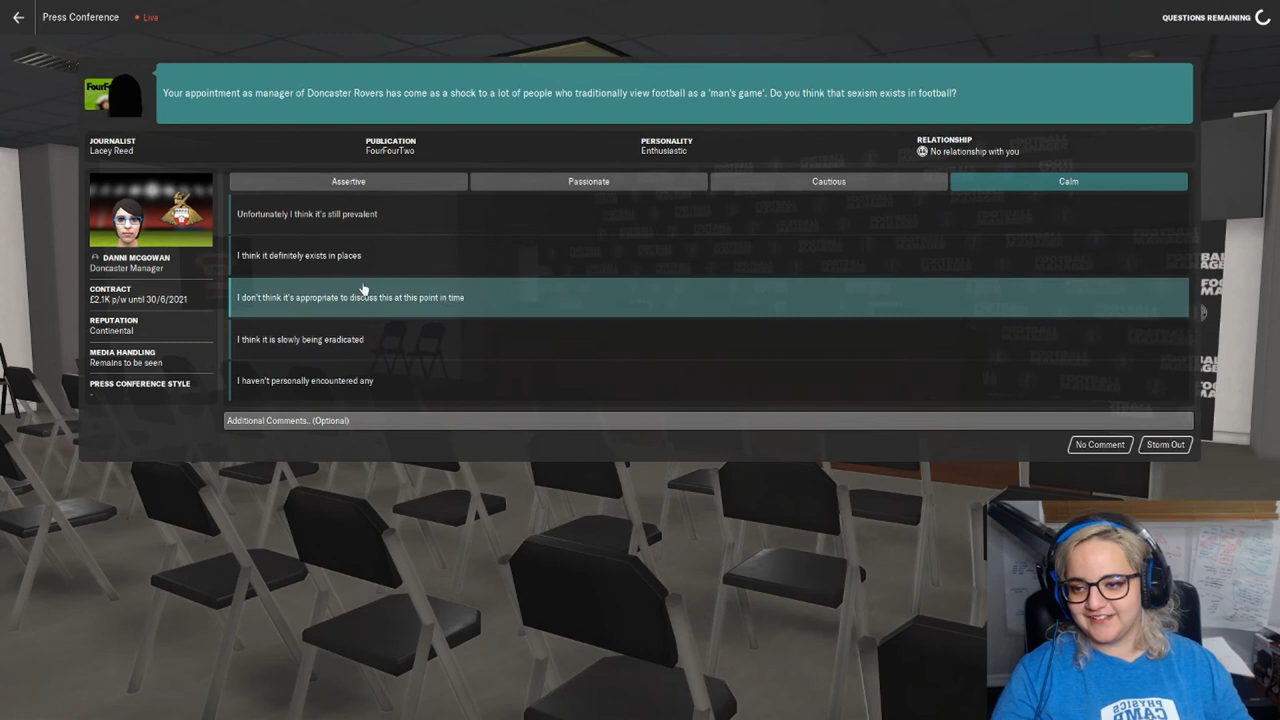 Press Conference
Live
QUESTIONS REMAINING
FourF
Your appointment as manager of Doncaster Rovers has come as a shock to a lot of people who traditionally view football as a 'man's game'. Do you think that sexism exists in football?
JOURNALIST
Lacey Reed
PUBLICATION
FourFourTwo
PERSONALITY
Enthusiastic
RELATIONSHIP
No relationship with you
Assertive
Passionate
Cautious
Calm
Unfortunately I think it's still prevalent
I think it definitely exists in places
I don't think it's appropriate to discuss this at this point in time
I think it is slowly being eradicated
I haven't personally encountered any
DANNI MCGOWAN
Doncaster Manager
CONTRACT
£2.1K p/w until 30/6/2021
REPUTATION
Continental
MEDIA HANDLING
Remains to be seen
PRESS CONFERENCE STYLE
-
Additional Comments.. (Optional)
No Comment
Storm Out
PHYSICS
CAMP